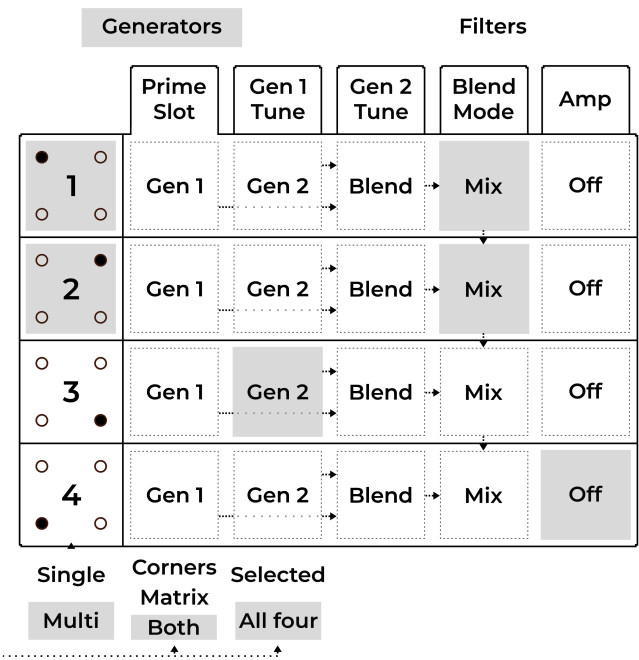 Generators Filters
Prime Slot Gen 1 Tune Gen 2 Tune Blend Mode Amp
1 Gen 1 Gen 2 Blend Mix Off
2 Gen 1 Gen 2 Blend Mix Off
3 Gen 1 Gen 2 Blend Mix Off
4 Gen 1 Gen 2 Blend Mix Off
Single Corners Selected
Matrix
Multi Both All four